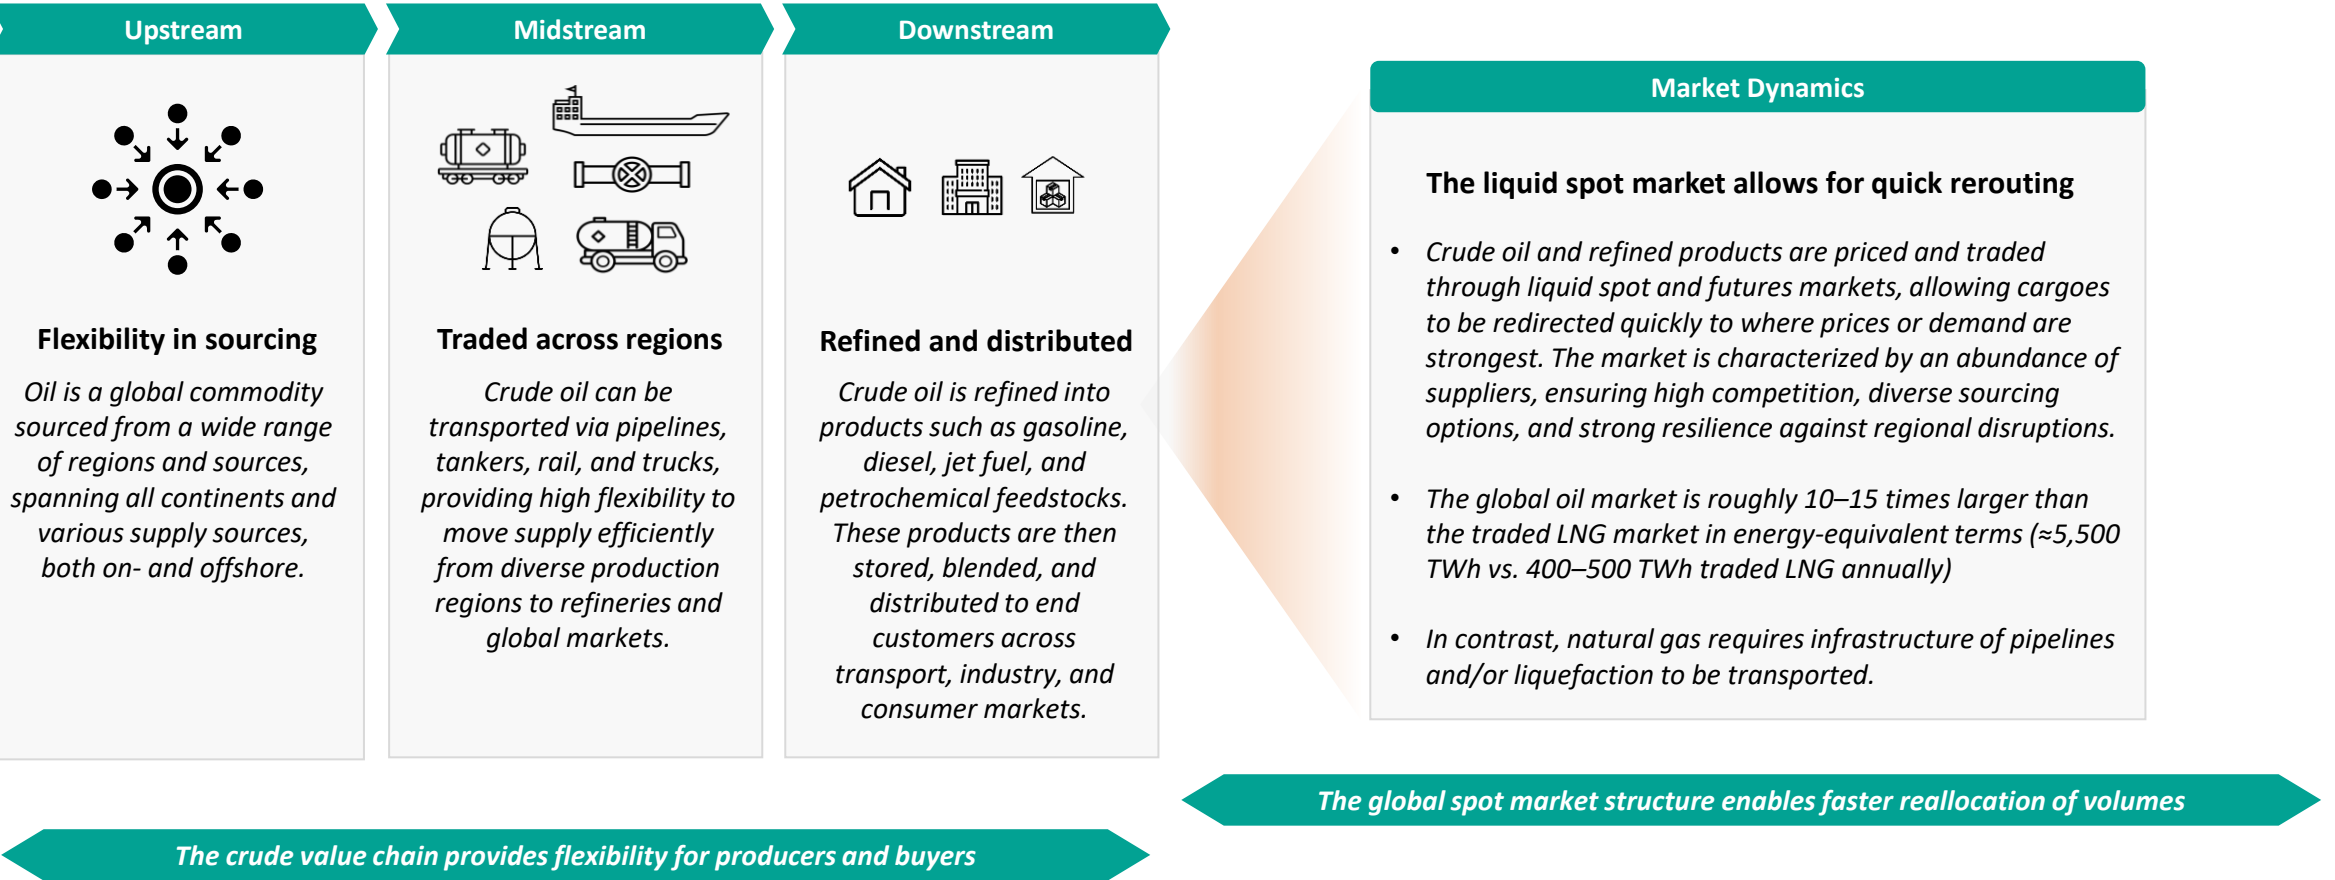 Upstream
Flexibility in sourcing
Oil is a global commodity
sourced from a wide range
of regions and sources,
spanning all continents and
various supply sources,
both on- and offshore.
Midstream
Traded across regions
Crude oil can be
transported via pipelines,
tankers, rail, and trucks,
providing high flexibility to
move supply efficiently
from diverse production
regions to refineries and
global markets.
Downstream
Refined and distributed
Crude oil is refined into
products such as gasoline,
diesel, jet fuel, and
petrochemical feedstocks.
These products are then
stored, blended, and
distributed to end
customers across
transport, industry, and
consumer markets.
Market Dynamics
The liquid spot market allows for quick rerouting
• Crude oil and refined products are priced and traded
through liquid spot and futures markets, allowing cargoes
to be redirected quickly to where prices or demand are
strongest. The market is characterized by an abundance of
suppliers, ensuring high competition, diverse sourcing
options, and strong resilience against regional disruptions.
• The global oil market is roughly 10–15 times larger than
the traded LNG market in energy-equivalent terms (≈5,500
TWh vs. 400–500 TWh traded LNG annually)
• In contrast, natural gas requires infrastructure of pipelines
and/or liquefaction to be transported.
The global spot market structure enables faster reallocation of volumes
The crude value chain provides flexibility for producers and buyers